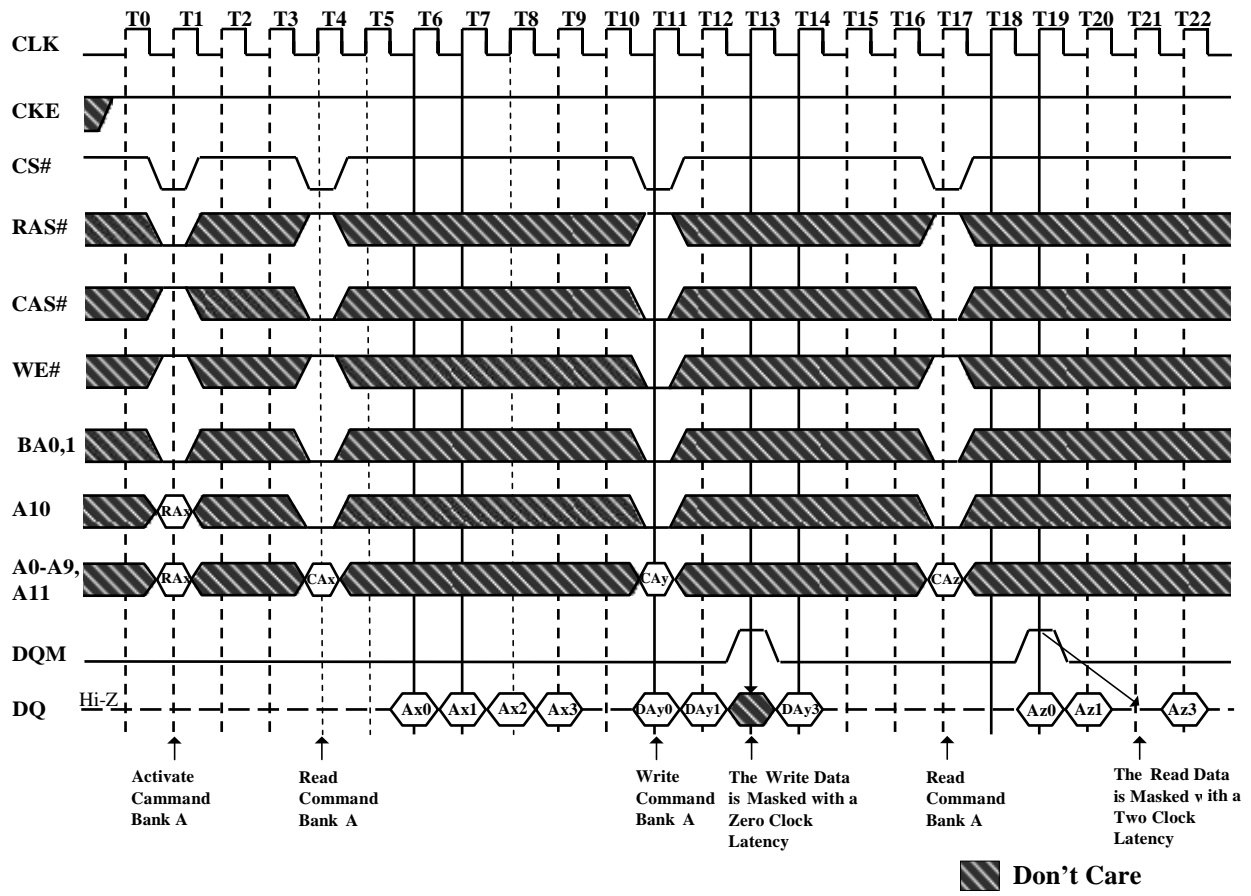 T0 T1 T2 T3 T4 T5 T6 T7 T8 T9 T10 T11 T12 T13 T14 T15 T16 T17 T18 T19 T20 T21 T22
CLK
CKE
CS#
RAS#
CAS#
WE#
BA0,1
A10
RAx
A0-A9,
A11
RAx CAx CAy CAz
DQM
Hi-Z
DQ
Ax0 Ax1 Ax2 Ax3 DAy0 DAy1 DAy3 Az0 Az1 Az3
Activate
Cammand
Bank A
Read
Command
Bank A
Write
Command
Bank A
The Write Data
is Masked with a
Zero Clock
Latency
Read
Command
Bank A
The Read Data
is Masked with a
Two Clock
Latency
Don't Care